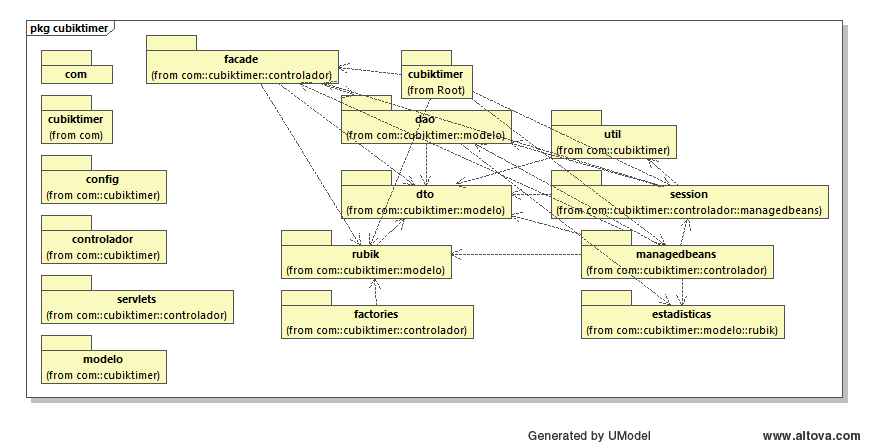 pkg cubiktimer
com
cubiktimer
(from com)
config
(from com::cubiktimer)
controlador
(from com::cubiktimer)
servlets
(from com::cubiktimer::controlador)
modelo
(from com::cubiktimer)
facade
(from com::cubiktimer::controlador)
cubiktimer
(from Root)
dao
(from com::cubiktimer::modelo)
util
(from com::cubiktimer)
dto
(from com::cubiktimer::modelo)
session
(from com::cubiktimer::controlador::managedbeans)
rubik
(from com::cubiktimer::modelo)
managedbeans
(from com::cubiktimer::controlador)
factories
(from com::cubiktimer::controlador)
estadisticas
(from com::cubiktimer::modelo::rubik)
Generated by UModel
www.altova.com